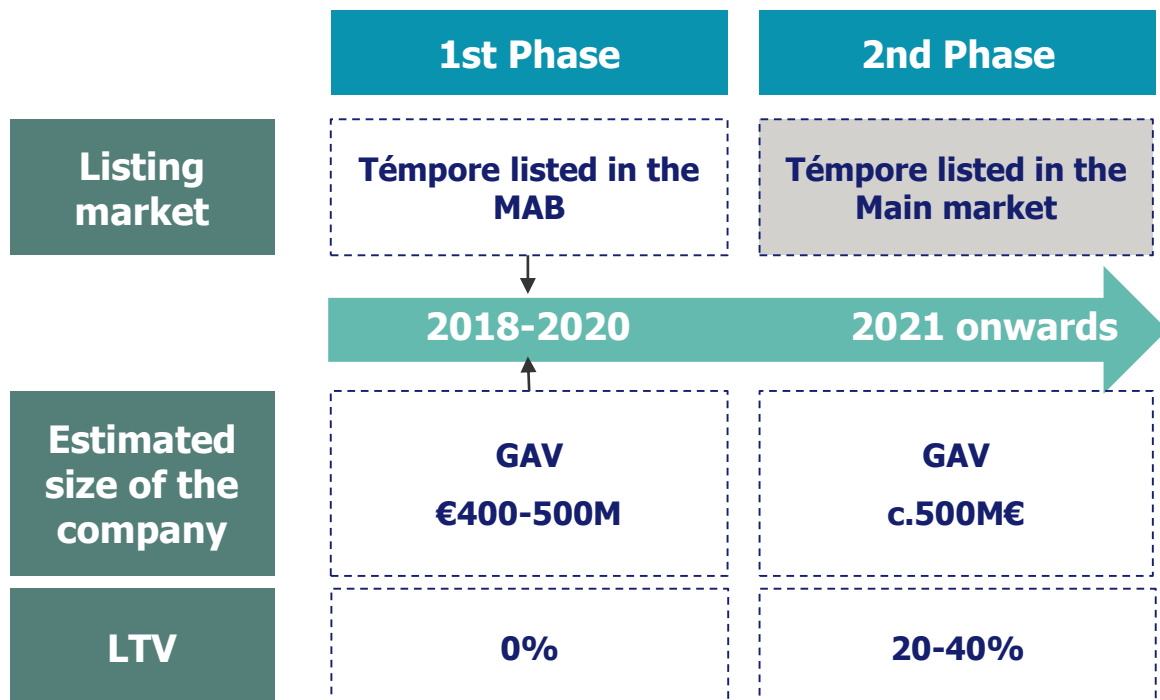 1st Phase
2nd Phase
Listing
market
Témpore listed in the
MAB
Témpore listed in the
Main market
2018-2020
2021 onwards
Estimated
size of the
company
GAV
€400-500M
GAV
c.500M€
LTV
0%
20-40%